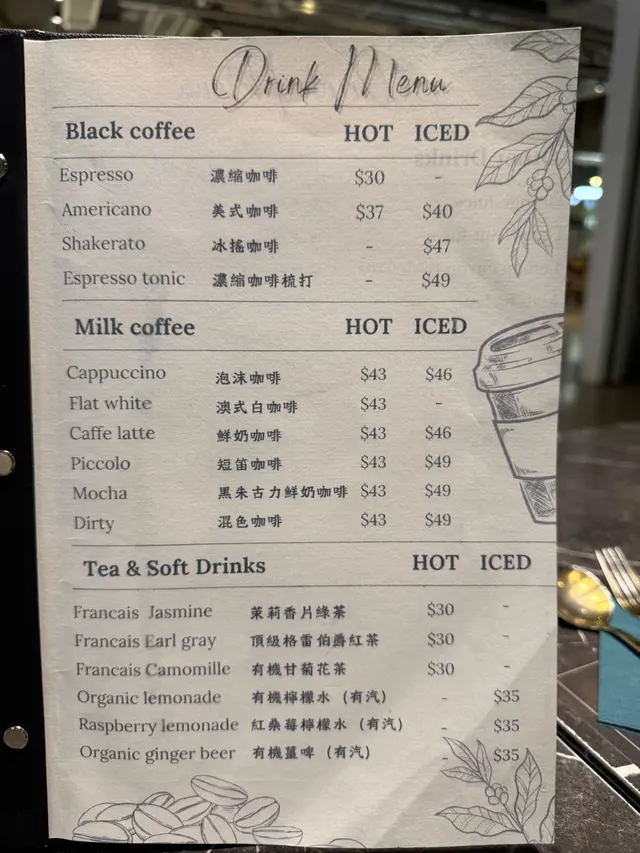 Drink Menu
Black coffee HOT ICED
Espresso 濃縮咖啡 $30 -
Americano 美式咖啡 $37 $40
Shakerato 冰搖咖啡 - $47
Espresso tonic 濃縮咖啡梳打 - $49
Milk coffee HOT ICED
Cappuccino 泡沫咖啡 $43 $46
Flat white 澳式白咖啡 $43 -
Caffe latte 鮮奶咖啡 $43 $46
Piccolo 短笛咖啡 $43 $49
Mocha 黑朱古力鮮奶咖啡 $43 $49
Dirty 混色咖啡 $43 $49
Tea & Soft Drinks HOT ICED
Francais Jasmine 茉莉香片綠茶 $30 -
Francais Earl gray 頂級格雷伯爵紅茶 $30 -
Francais Camomille 有機甘菊花茶 $30 -
Organic lemonade 有機檸檬水 (有汽) - $35
Raspberry lemonade 紅桑莓檸檬水 (有汽) - $35
Organic ginger beer 有機薑啤 (有汽) - $35